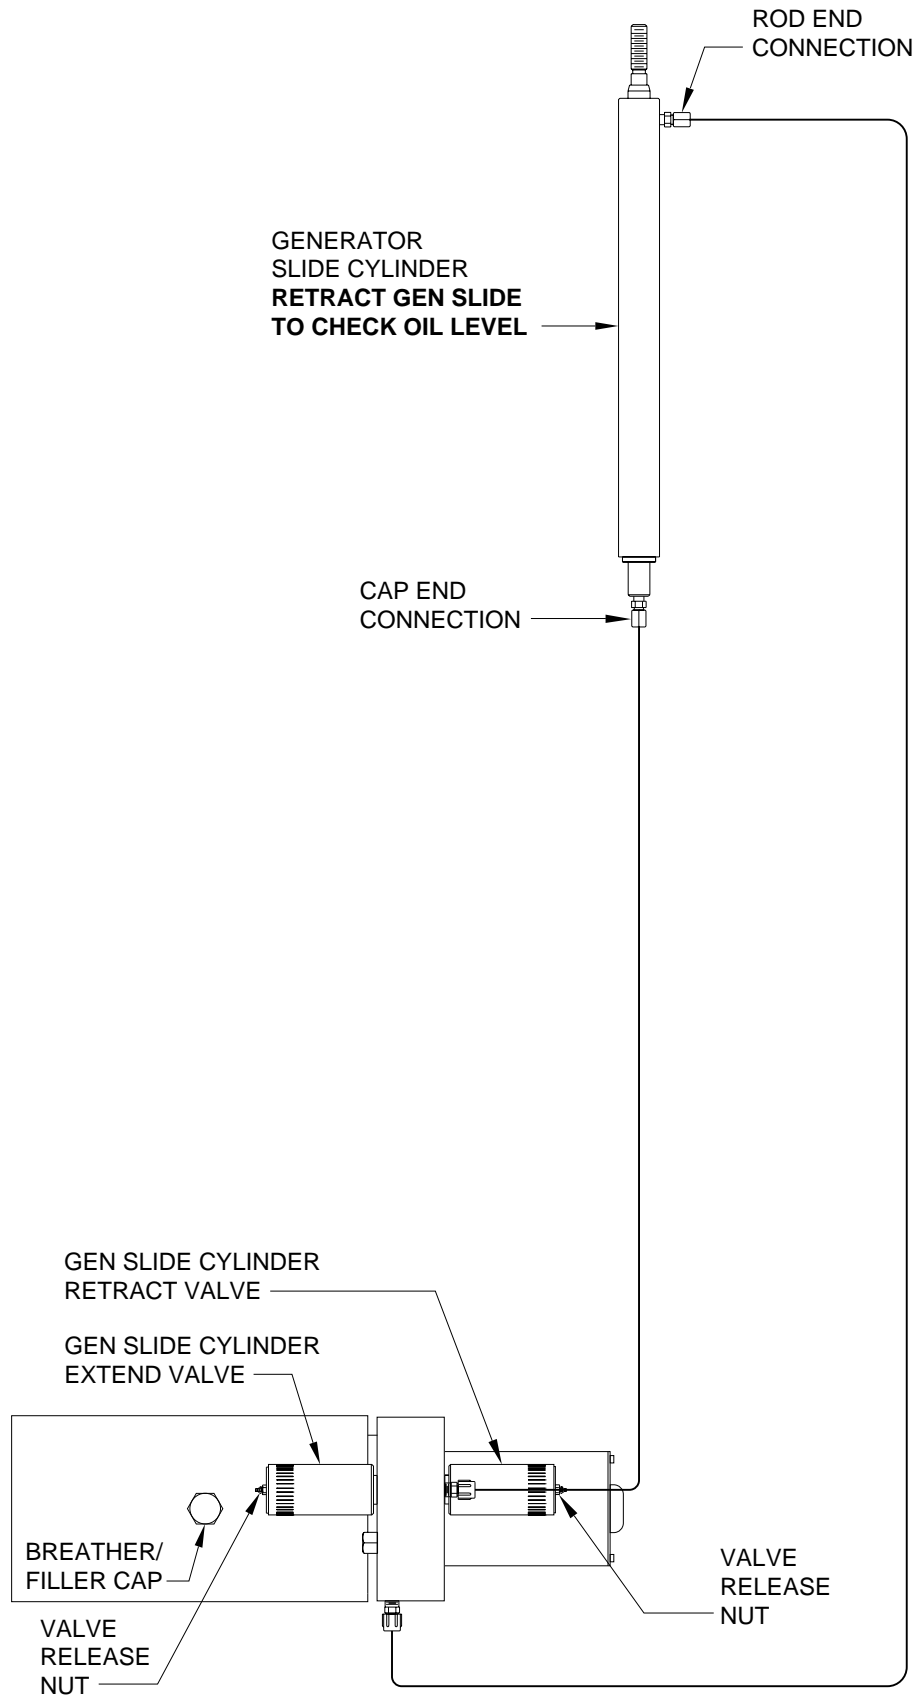 ROD END
CONNECTION
GENERATOR
SLIDE CYLINDER
RETRACT GEN SLIDE
TO CHECK OIL LEVEL
CAP END
CONNECTION
GEN SLIDE CYLINDER
RETRACT VALVE
GEN SLIDE CYLINDER
EXTEND VALVE
BREATHER/
FILLER CAP
VALVE
RELEASE
NUT
VALVE
RELEASE
NUT